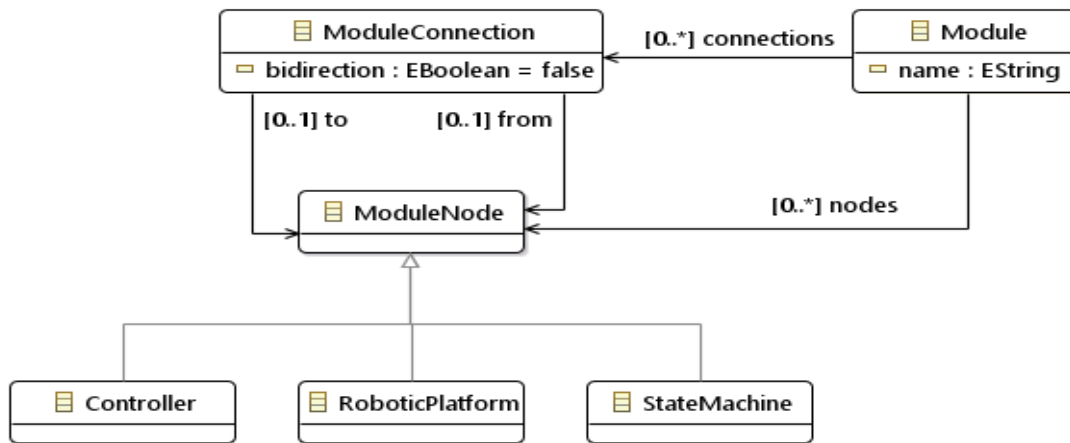 ModuleConnection
bidirection : EBoolean = false
[0..*] connections
Module
name : EString
[0..1] to
[0..1] from
ModuleNode
[0..*] nodes
Controller
RoboticPlatform
StateMachine